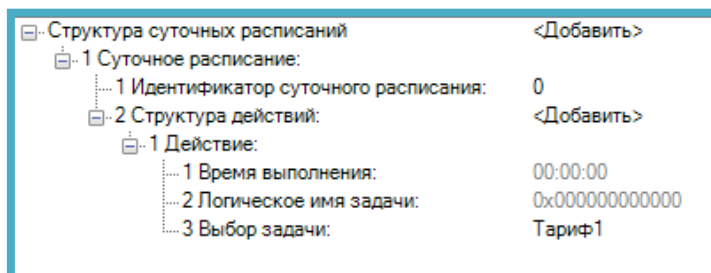 Структура суточных расписаний <Добавить>
1 Суточное расписание:
1 Идентификатор суточного расписания: 0
2 Структура действий: <Добавить>
1 Действие:
1 Время выполнения: 00:00:00
2 Логическое имя задачи: 0x000000000000
3 Выбор задачи: Тариф1